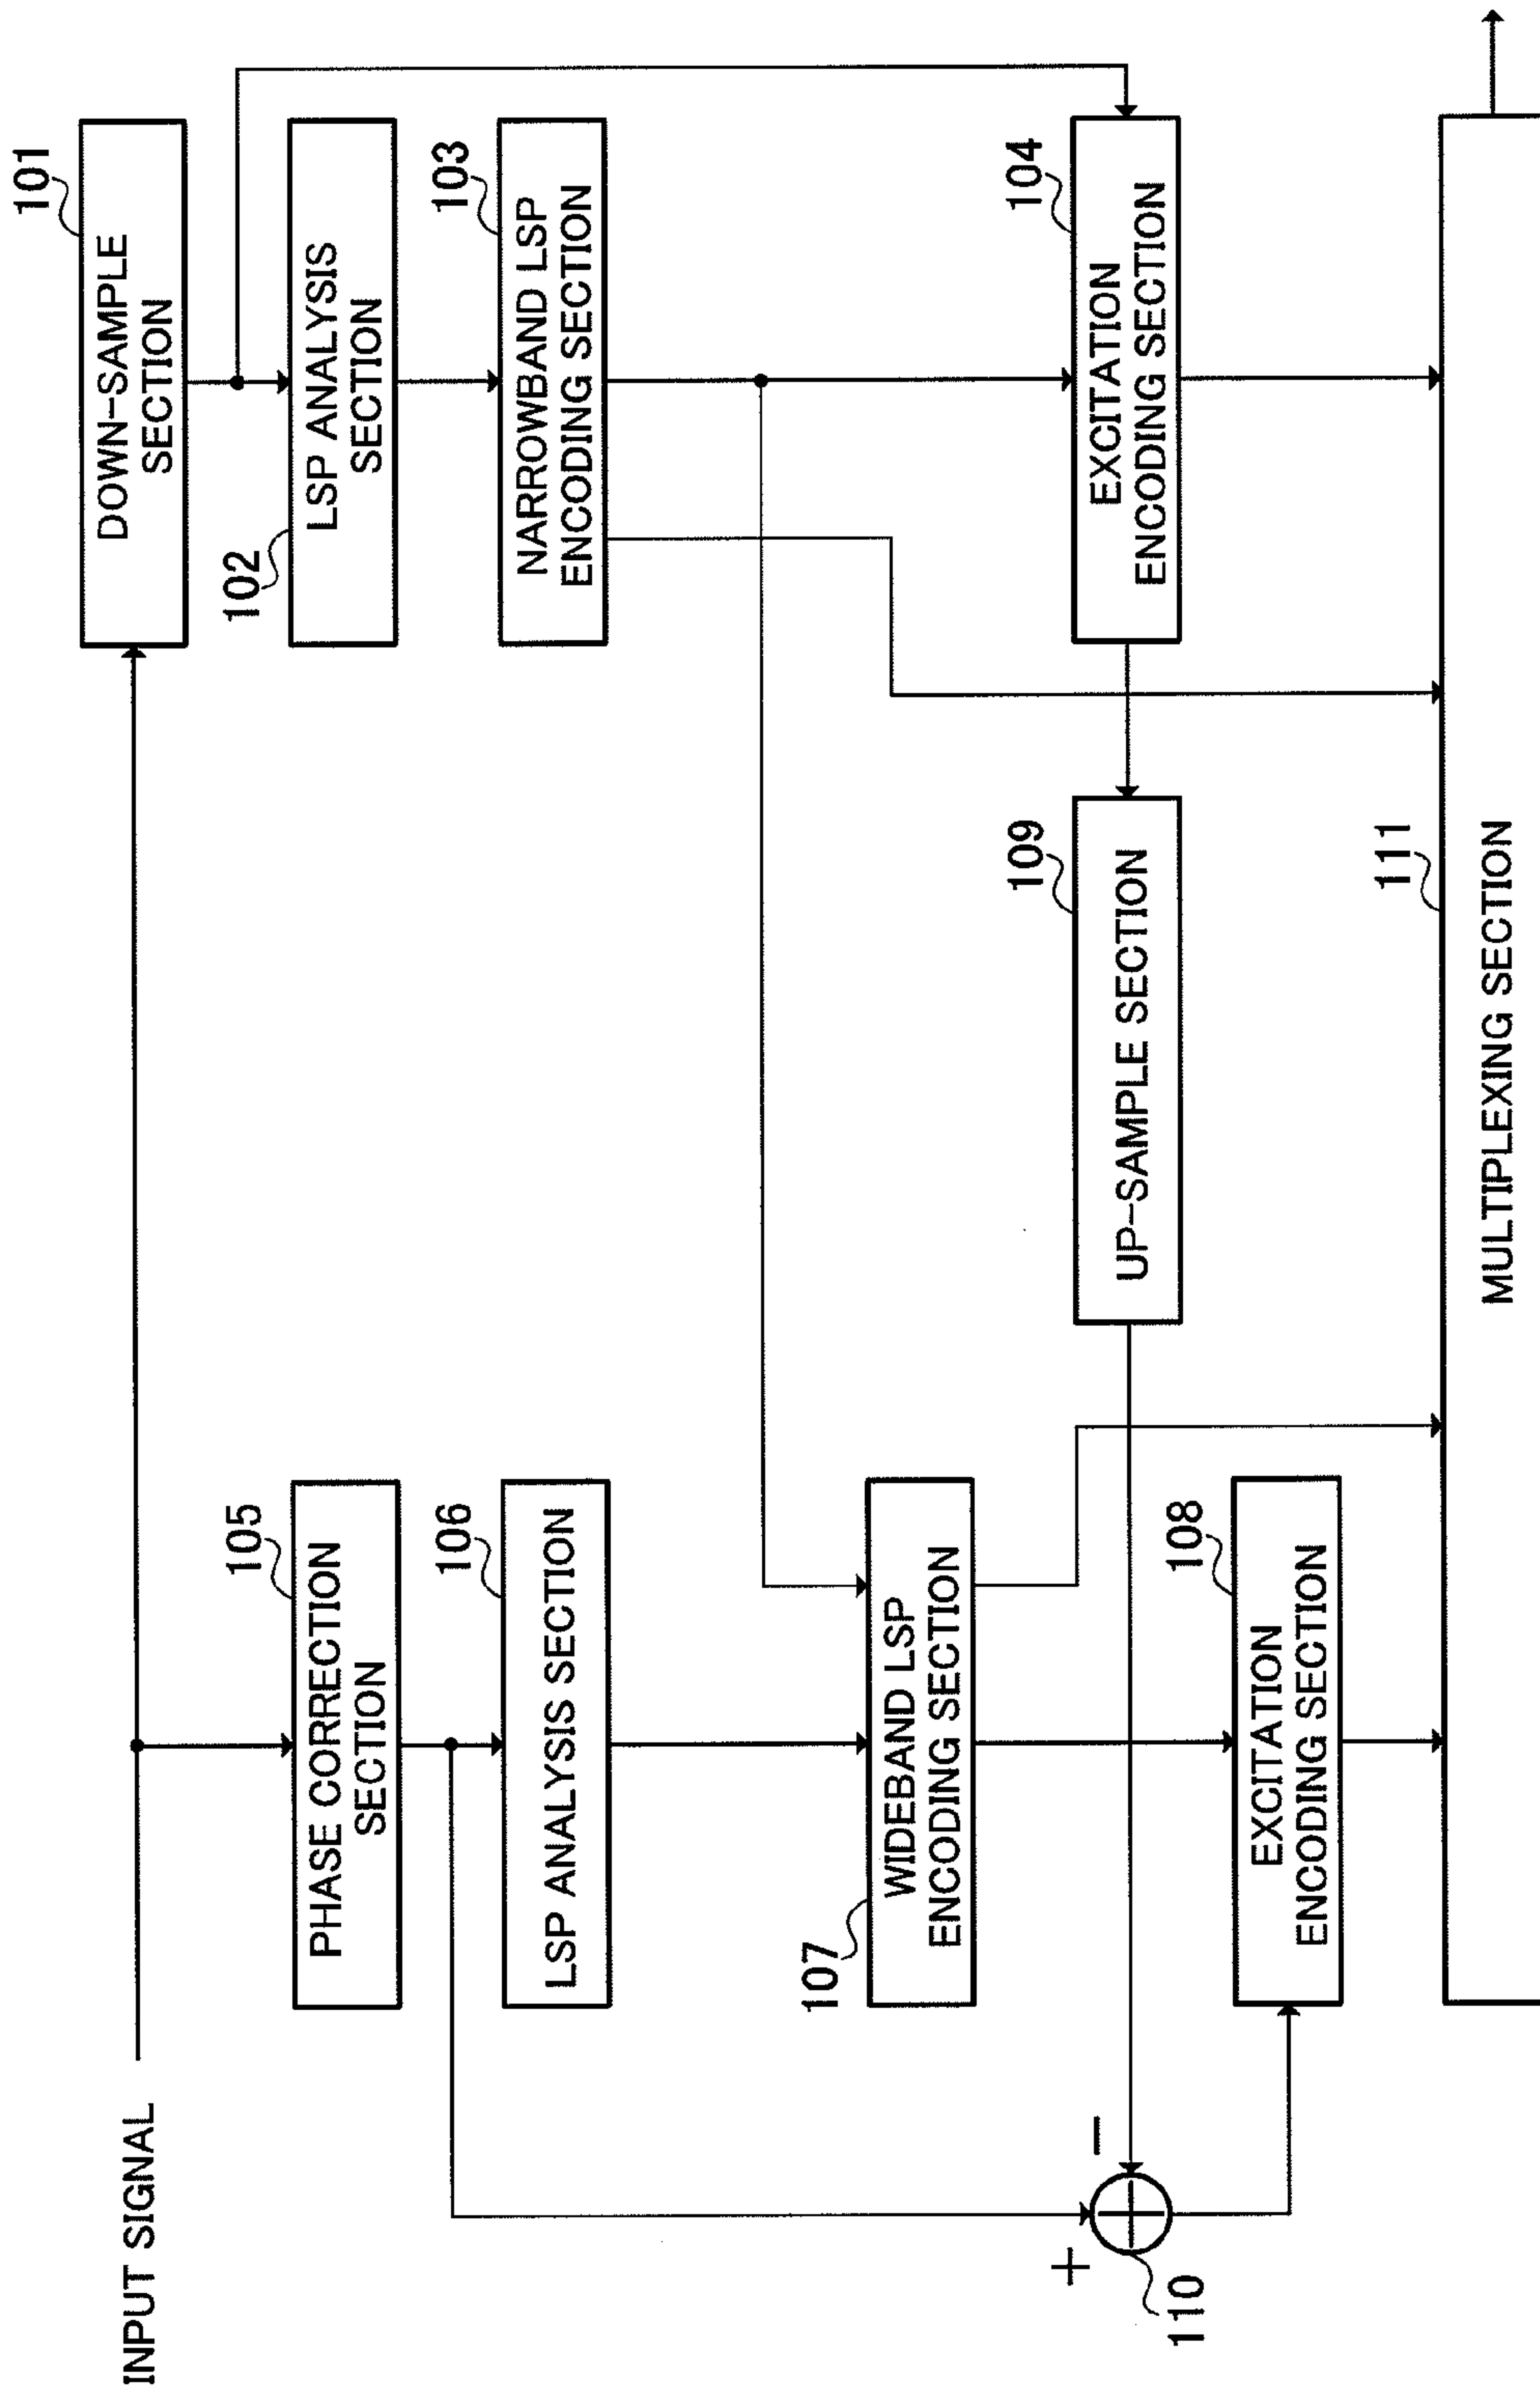 INPUT SIGNAL
101
DOWN-SAMPLE
SECTION
105
PHASE CORRECTION
SECTION
102
LSP ANALYSIS
SECTION
106
LSP ANALYSIS SECTION
103
NARROWBAND LSP
ENCODING SECTION
107
WIDEBAND LSP
ENCODING SECTION
109
UP-SAMPLE SECTION
104
EXCITATION
ENCODING SECTION
+
−
110
108
EXCITATION
ENCODING SECTION
111
MULTIPLEXING SECTION